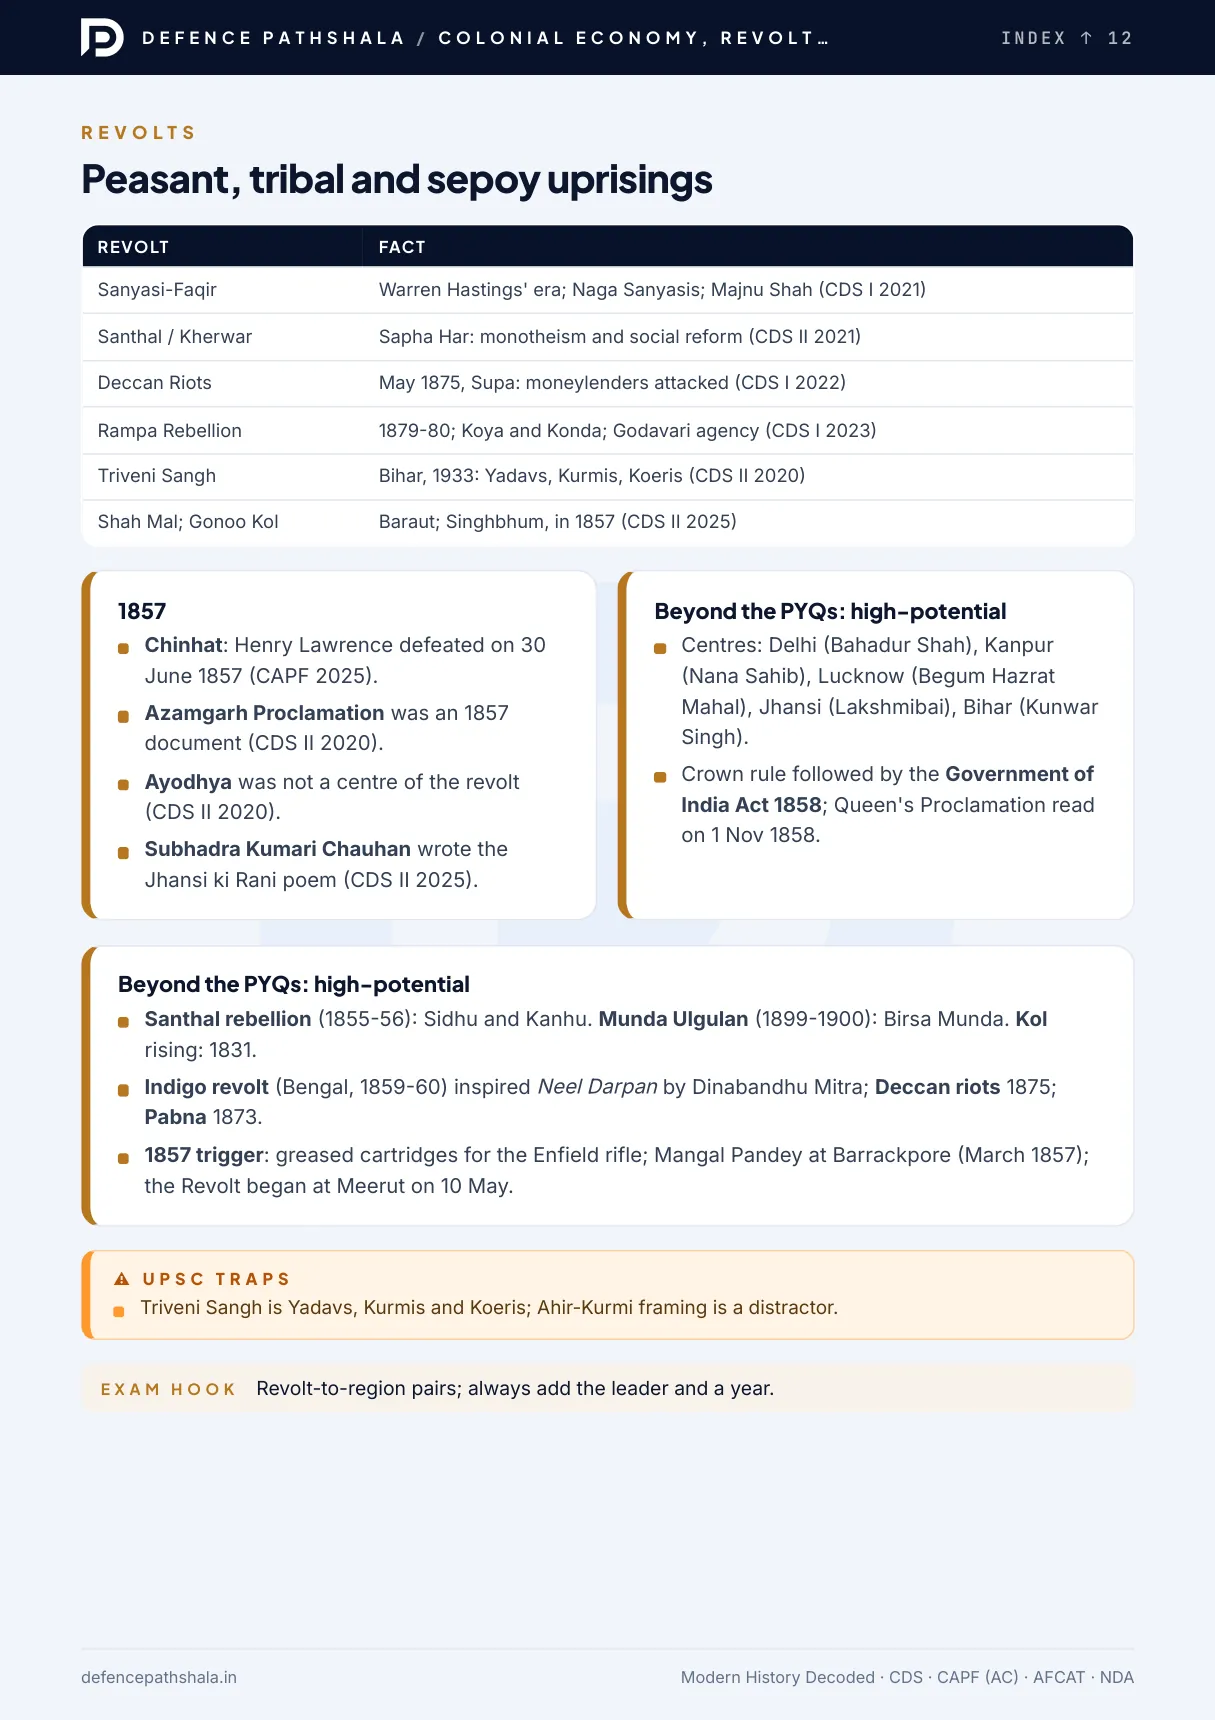 DEFENCE PATHSHALA / COLONIAL ECONOMY, REVOLT…
INDEX ↑ 12
REVOLTS
Peasant, tribal and sepoy uprisings
REVOLT FACT
Sanyasi-Faqir Warren Hastings' era; Naga Sanyasis; Majnu Shah (CDS I 2021)
Santhal / Kherwar Sapha Har: monotheism and social reform (CDS II 2021)
Deccan Riots May 1875, Supa: moneylenders attacked (CDS I 2022)
Rampa Rebellion 1879-80; Koya and Konda; Godavari agency (CDS I 2023)
Triveni Sangh Bihar, 1933: Yadavs, Kurmis, Koeris (CDS II 2020)
Shah Mal; Gonoo Kol Baraut; Singhbhum, in 1857 (CDS II 2025)
1857
Chinhat: Henry Lawrence defeated on 30
June 1857 (CAPF 2025).
Azamgarh Proclamation was an 1857
document (CDS II 2020).
Ayodhya was not a centre of the revolt
(CDS II 2020).
Subhadra Kumari Chauhan wrote the
Jhansi ki Rani poem (CDS II 2025).
Beyond the PYQs: high-potential
Centres: Delhi (Bahadur Shah), Kanpur
(Nana Sahib), Lucknow (Begum Hazrat
Mahal), Jhansi (Lakshmibai), Bihar (Kunwar
Singh).
Crown rule followed by the Government of
India Act 1858; Queen's Proclamation read
on 1 Nov 1858.
Beyond the PYQs: high-potential
Santhal rebellion (1855-56): Sidhu and Kanhu. Munda Ulgulan (1899-1900): Birsa Munda. Kol
rising: 1831.
Indigo revolt (Bengal, 1859-60) inspired Neel Darpan by Dinabandhu Mitra; Deccan riots 1875;
Pabna 1873.
1857 trigger: greased cartridges for the Enfield rifle; Mangal Pandey at Barrackpore (March 1857);
the Revolt began at Meerut on 10 May.
⚠ UPSC TRAPS
Triveni Sangh is Yadavs, Kurmis and Koeris; Ahir-Kurmi framing is a distractor.
EXAM HOOK Revolt-to-region pairs; always add the leader and a year.
defencepathshala.in
Modern History Decoded · CDS · CAPF (AC) · AFCAT · NDA